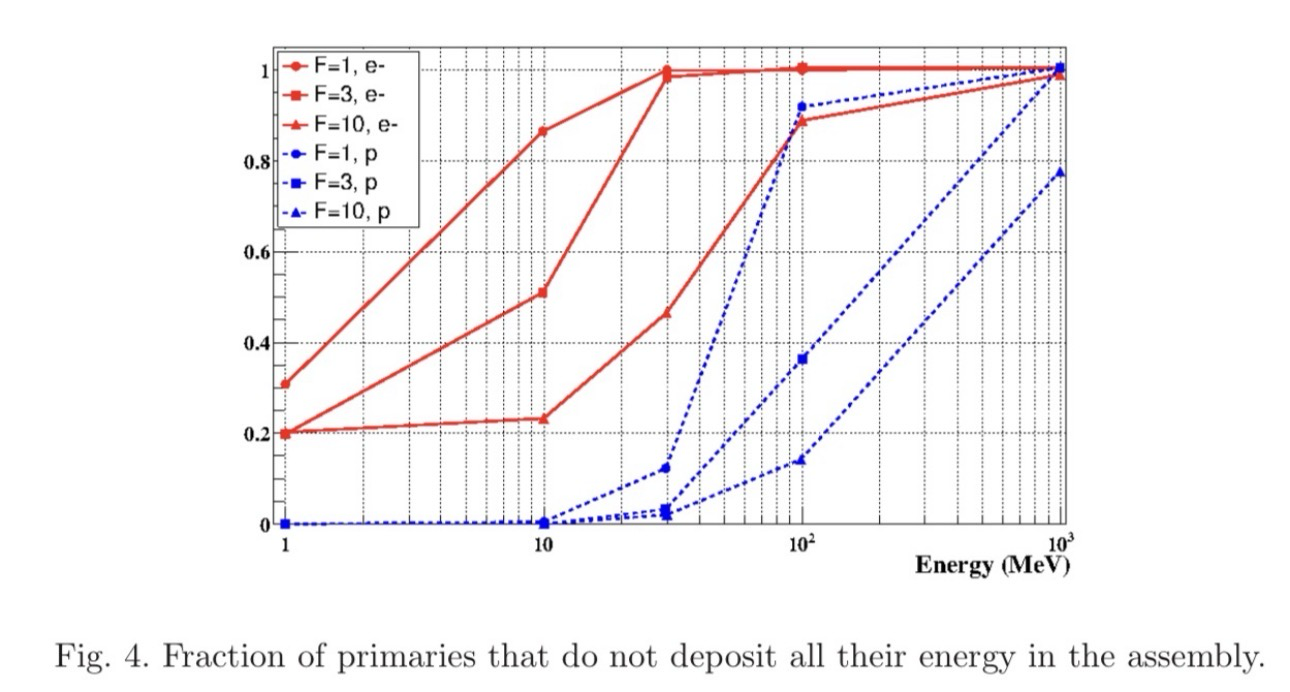 F=1, e-
F=3, e-
F=10, e-
F=1, p
F=3, p
F=10, p
1
0.8
0.6
0.4
0.2
0
1
10
10²
10³
Energy (MeV)
Fig. 4. Fraction of primaries that do not deposit all their energy in the assembly.